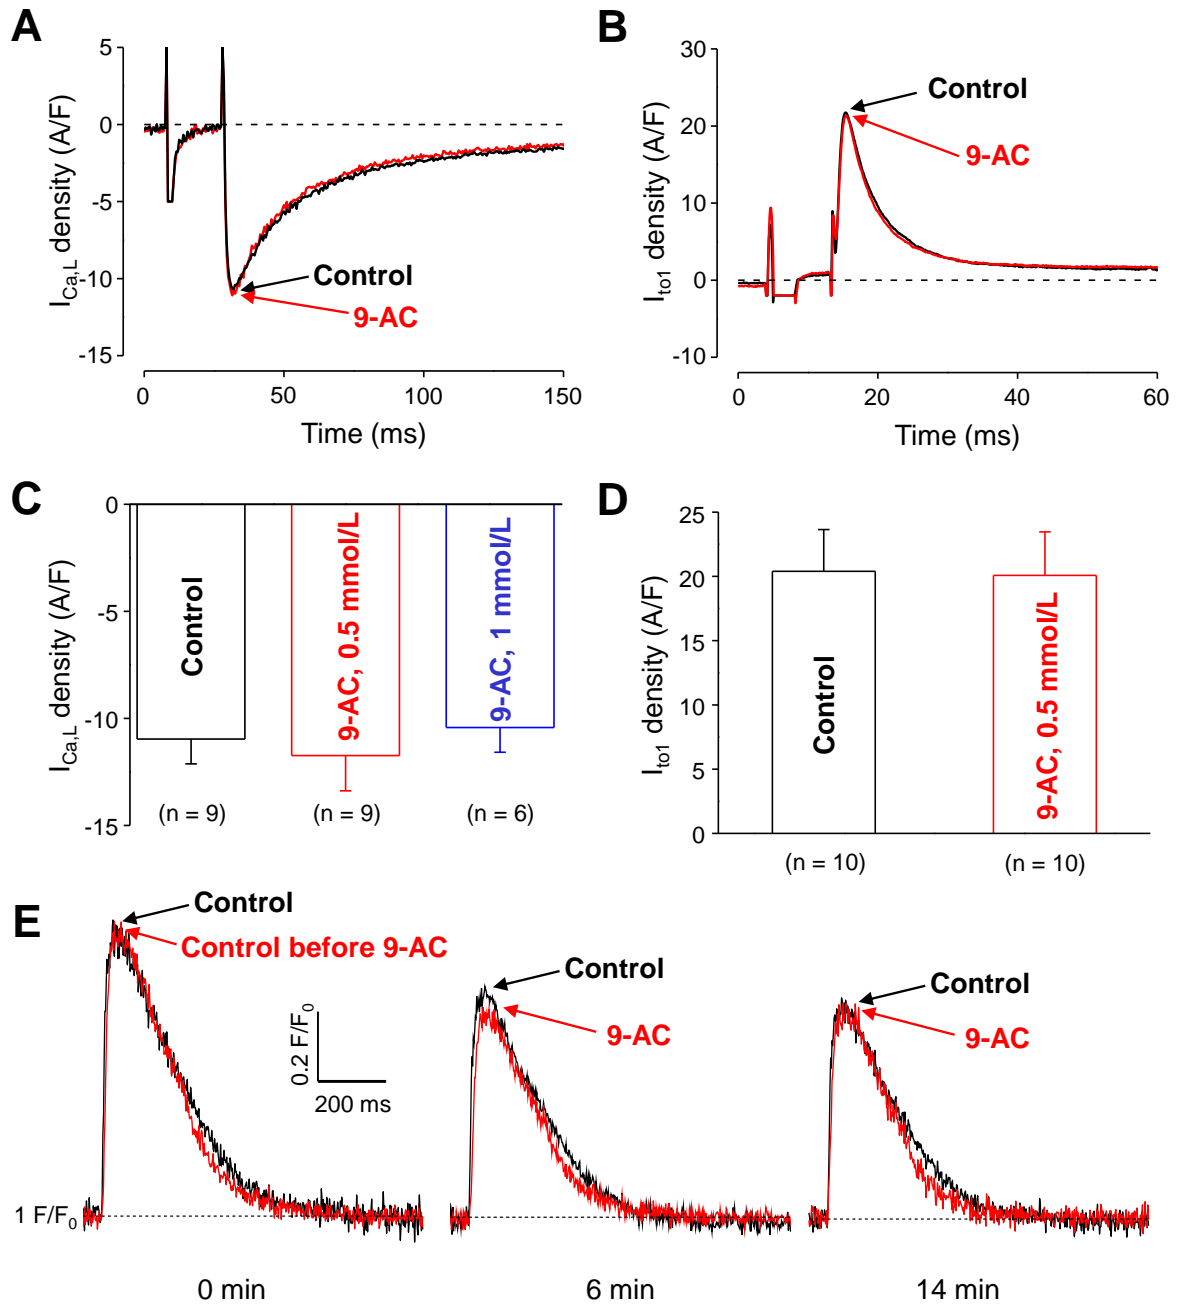 A
I_Ca,L density (A/F)
5
0
-5
-10
-15
Control
9-AC
0
50
100
150
Time (ms)
B
I_to1 density (A/F)
30
20
10
0
-10
Control
9-AC
0
20
40
60
Time (ms)
C
I_Ca,L density (A/F)
0
-5
-10
-15
Control
9-AC, 0.5 mmol/L
9-AC, 1 mmol/L
(n = 9)
(n = 9)
(n = 6)
D
I_to1 density (A/F)
25
20
15
10
5
0
Control
9-AC, 0.5 mmol/L
(n = 10)
(n = 10)
E
Control
Control before 9-AC
0.2 F/F₀
200 ms
1 F/F₀
Control
9-AC
Control
9-AC
0 min
6 min
14 min